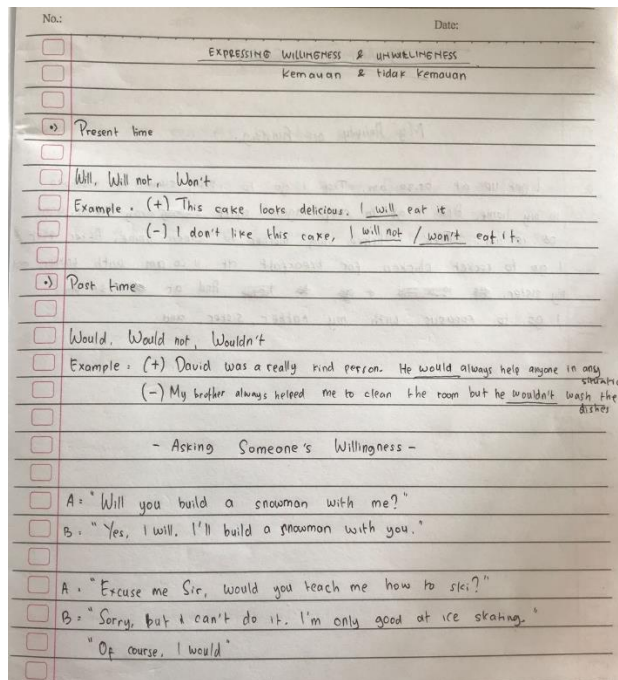 No.:
Date:
EXPRESSING WILLINGNESS & UNWILLINGNESS
Kemauan & tidak Kemauan
•) Present time
Will, Will not, Won't
Example : (+) This cake looks delicious. I will eat it
(-) I don't like this cake, I will not / won't eat it.
•) Past time
Would, Would not, Wouldn't
Example : (+) David was a really kind person. He would always help anyone in any situation
(-) My brother always helped me to clean the room but he wouldn't wash the dishes
- Asking Someone's Willingness -
A : "Will you build a snowman with me?"
B : "Yes, I will. I'll build a snowman with you."
A : "Excuse me Sir, would you teach me how to ski?"
B : "Sorry, but I can't do it. I'm only good at ice skating."
"Of course, I would"